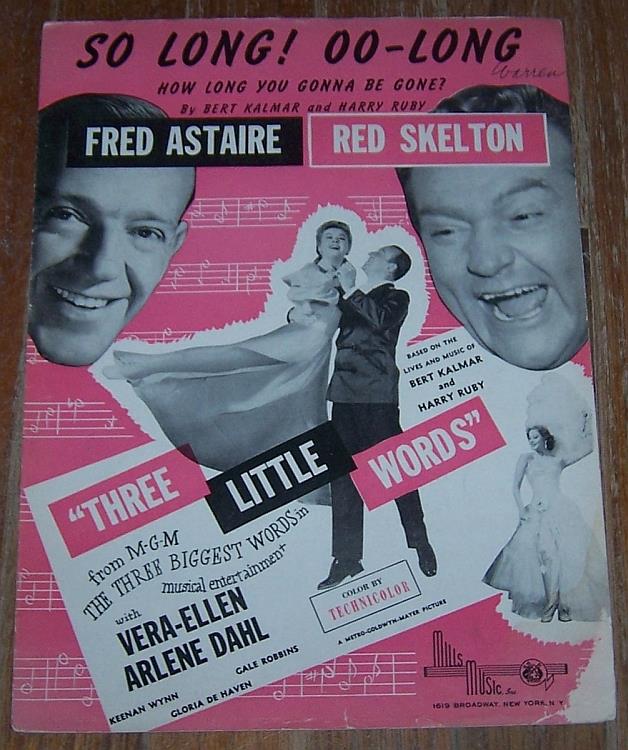 SO LONG! OO-LONG
Warren
HOW LONG YOU GONNA BE GONE?
By BERT KALMAR and HARRY RUBY
FRED ASTAIRE
RED SKELTON
BASED ON THE
LIVES AND MUSIC OF
BERT KALMAR
and
HARRY RUBY
"THREE
LITTLE
WORDS"
from M-G-M
THE THREE BIGGEST WORDS in
musical entertainment
with
VERA-ELLEN
ARLENE DAHL
KEENAN WYNN
GALE ROBBINS
GLORIA DE HAVEN
COLOR BY
TECHNICOLOR
A METRO-GOLDWYN-MAYER PICTURE
Mills
Music, Inc
1619 BROADWAY, NEW YORK, N.Y.